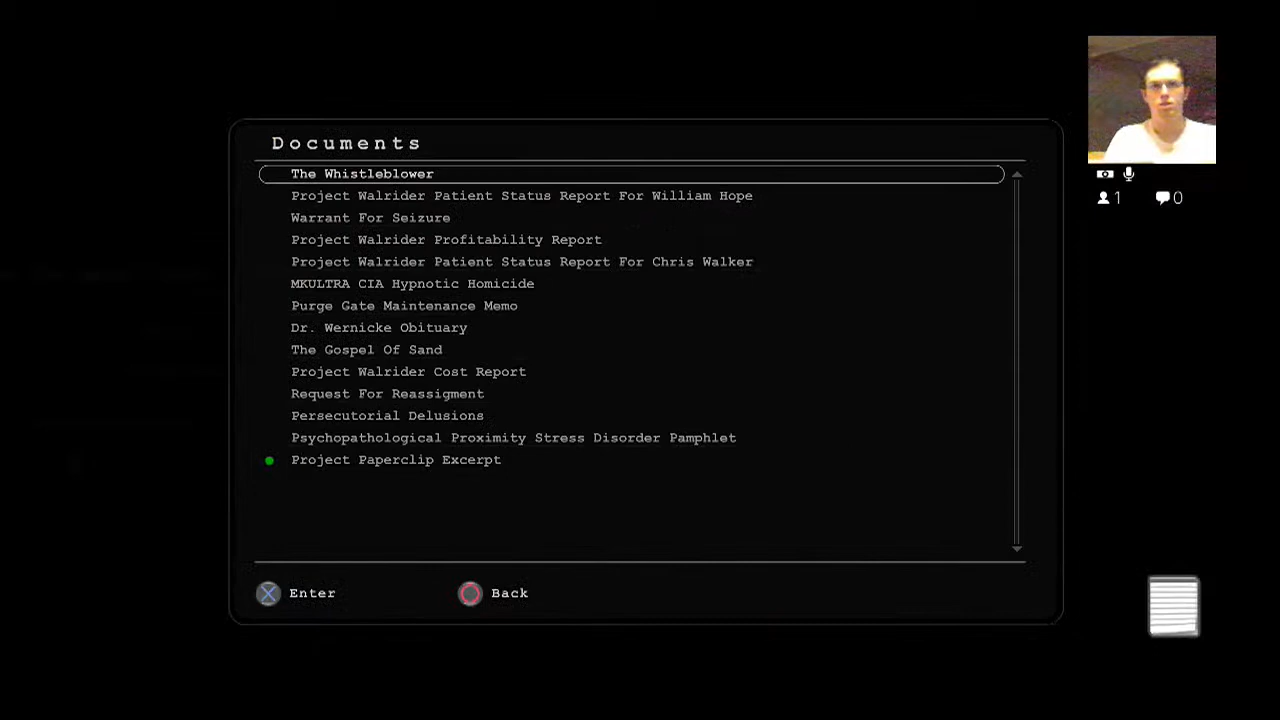 Documents
The Whistleblower
Project Walrider Patient Status Report For William Hope
Warrant For Seizure
Project Walrider Profitability Report
Project Walrider Patient Status Report For Chris Walker
MKULTRA CIA Hypnotic Homicide
Purge Gate Maintenance Memo
Dr. Wernicke Obituary
The Gospel Of Sand
Project Walrider Cost Report
Request For Reassigment
Persecutorial Delusions
Psychopathological Proximity Stress Disorder Pamphlet
Project Paperclip Excerpt
Enter Back
1 0